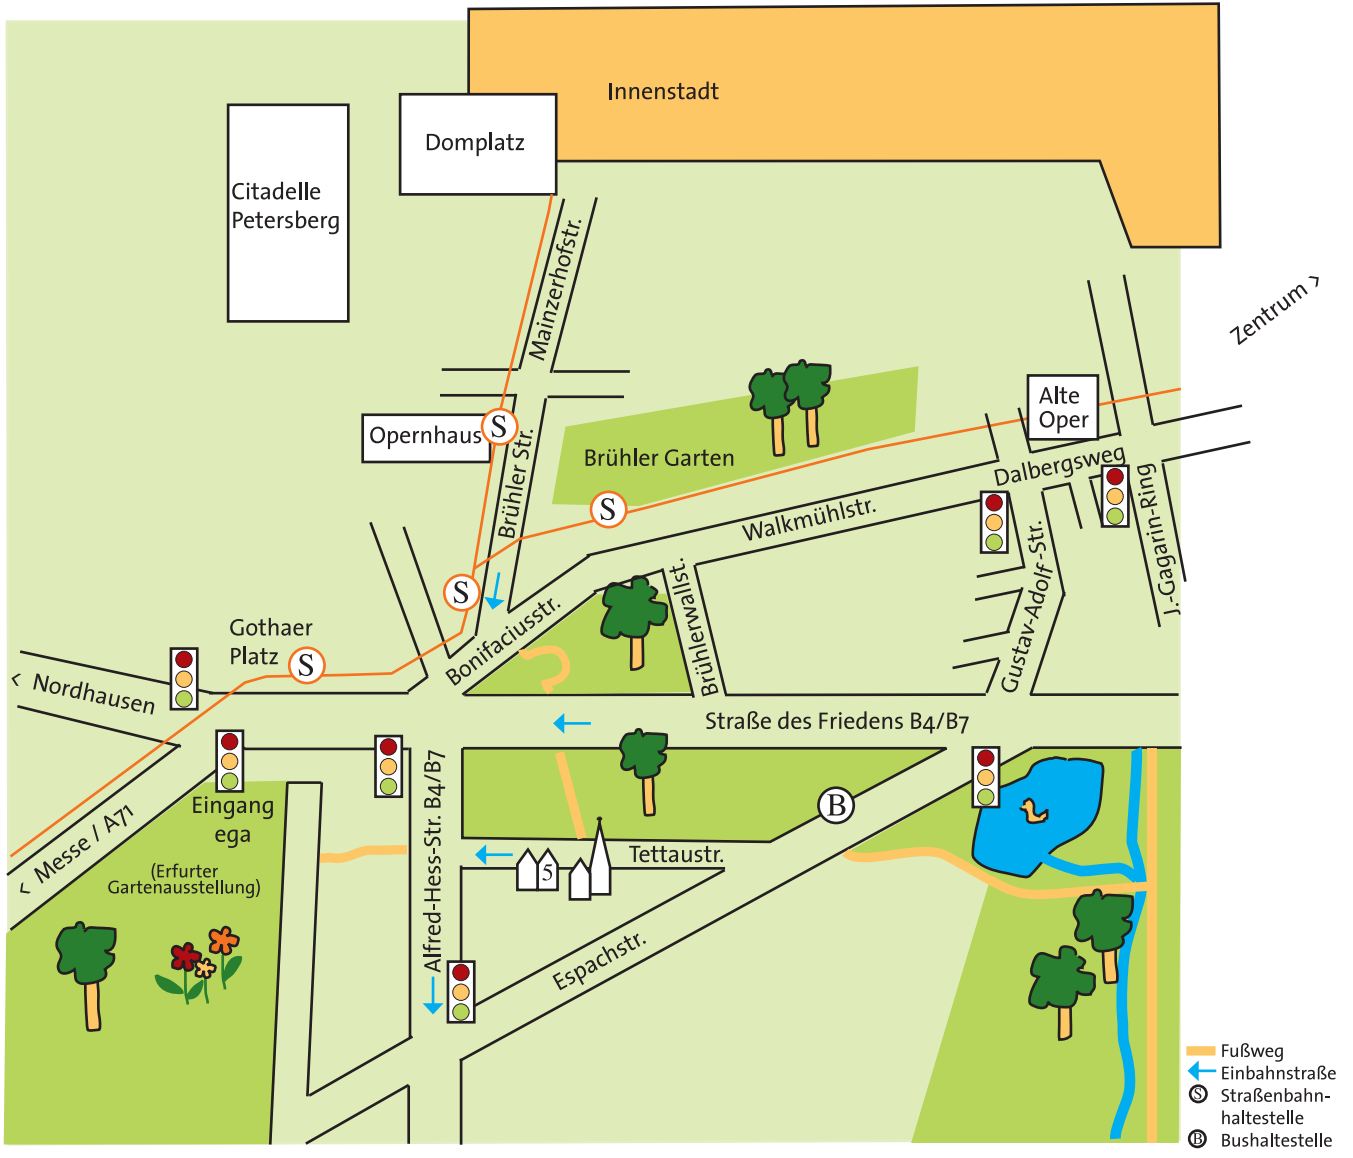 Innenstadt
Domplatz
Citadelle
Petersberg
Mainzerhofstr.
Zentrum >
Alte
Oper
Opernhaus
S
Brühler Str.
Brühler Garten
S
Dalbergsweg
Walkmühlstr.
J.-Gagarin-Ring
Gustav-Adolf-Str.
S
Bonifaciusstr.
Brühlerwallst.
Gothaer
Platz
S
< Nordhausen
Straße des Friedens B4/B7
Alfred-Hess-Str. B4/B7
Eingang
ega
(Erfurter
Gartenausstellung)
< Messe / A71
B
Tettaustr.
5
Espachstr.
Fußweg
Einbahnstraße
S Straßenbahn-
haltestelle
B Bushaltestelle